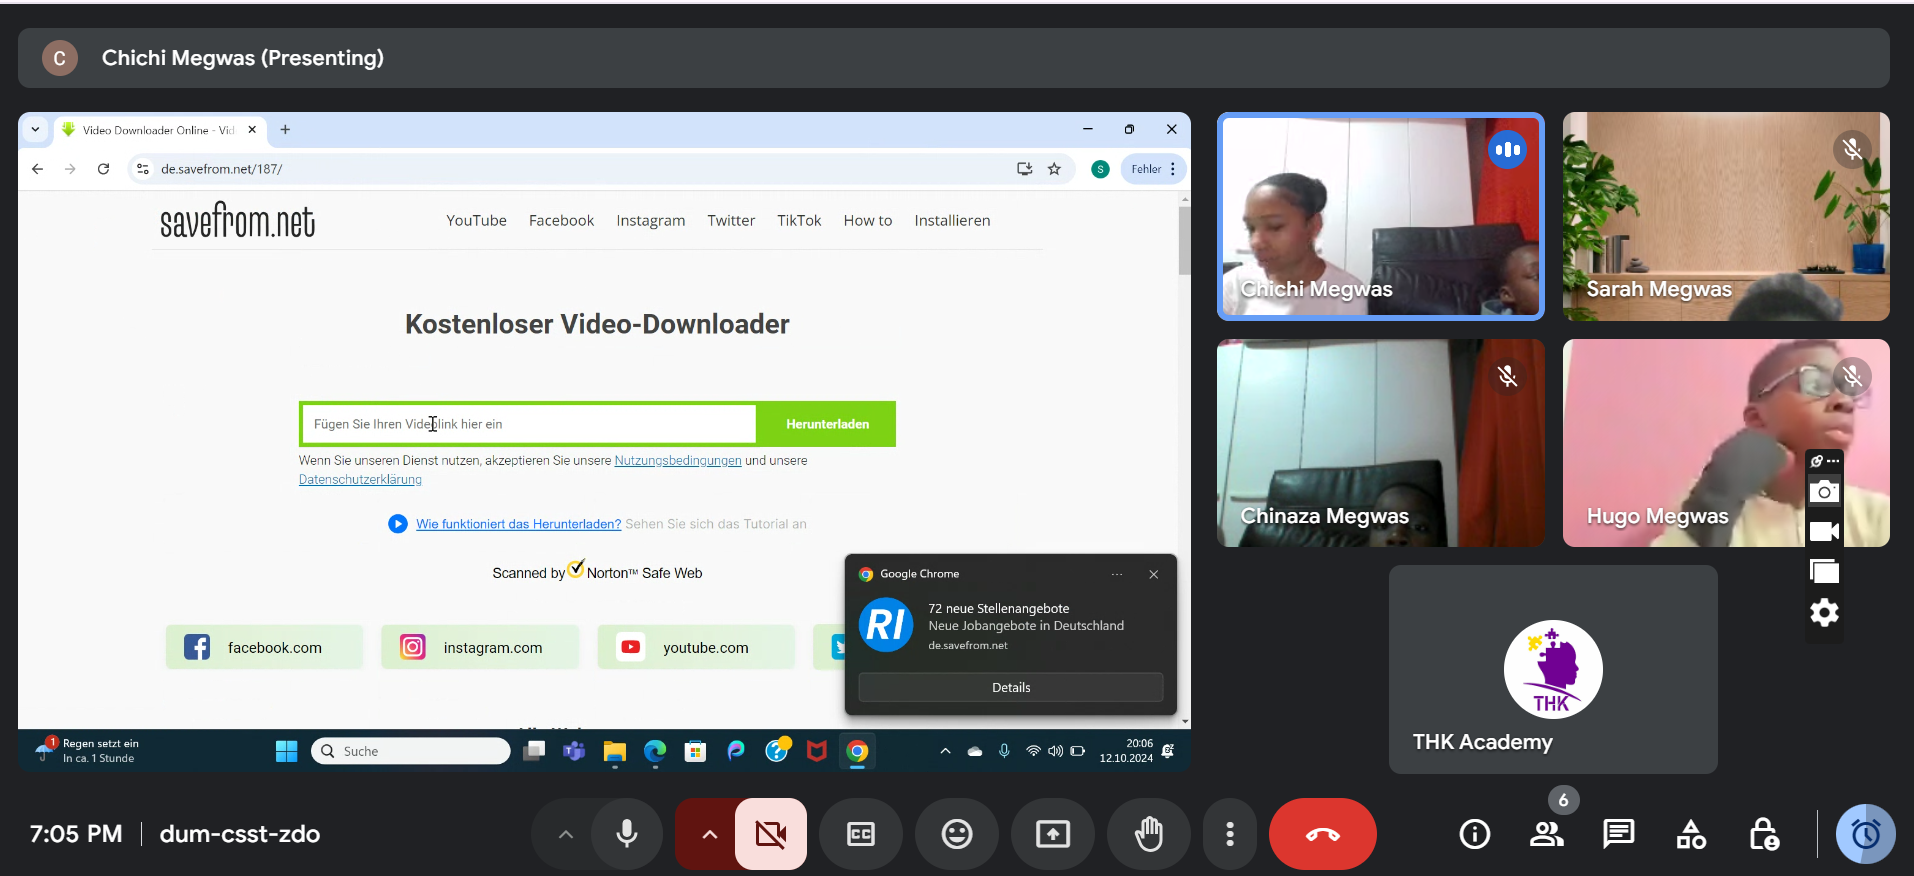 C Chichi Megwas (Presenting)
Video Downloader Online - Vid
de.savefrom.net/187/
S
Fehler
savefrom.net
YouTube Facebook Instagram Twitter TikTok How to Installieren
Kostenloser Video-Downloader
Fügen Sie Ihren Videolink hier ein
Herunterladen
Wenn Sie unseren Dienst nutzen, akzeptieren Sie unsere Nutzungsbedingungen und unsere
Datenschutzerklärung
Wie funktioniert das Herunterladen? Sehen Sie sich das Tutorial an
Scanned by Norton™ Safe Web
facebook.com
instagram.com
youtube.com
Google Chrome
RI
72 neue Stellenangebote
Neue Jobangebote in Deutschland
de.savefrom.net
Details
1
Regen setzt ein
In ca. 1 Stunde
Suche
20:06
12.10.2024
Chichi Megwas
Sarah Megwas
Chinaza Megwas
Hugo Megwas
THK
THK Academy
7:05 PM
dum-csst-zdo
CC
6